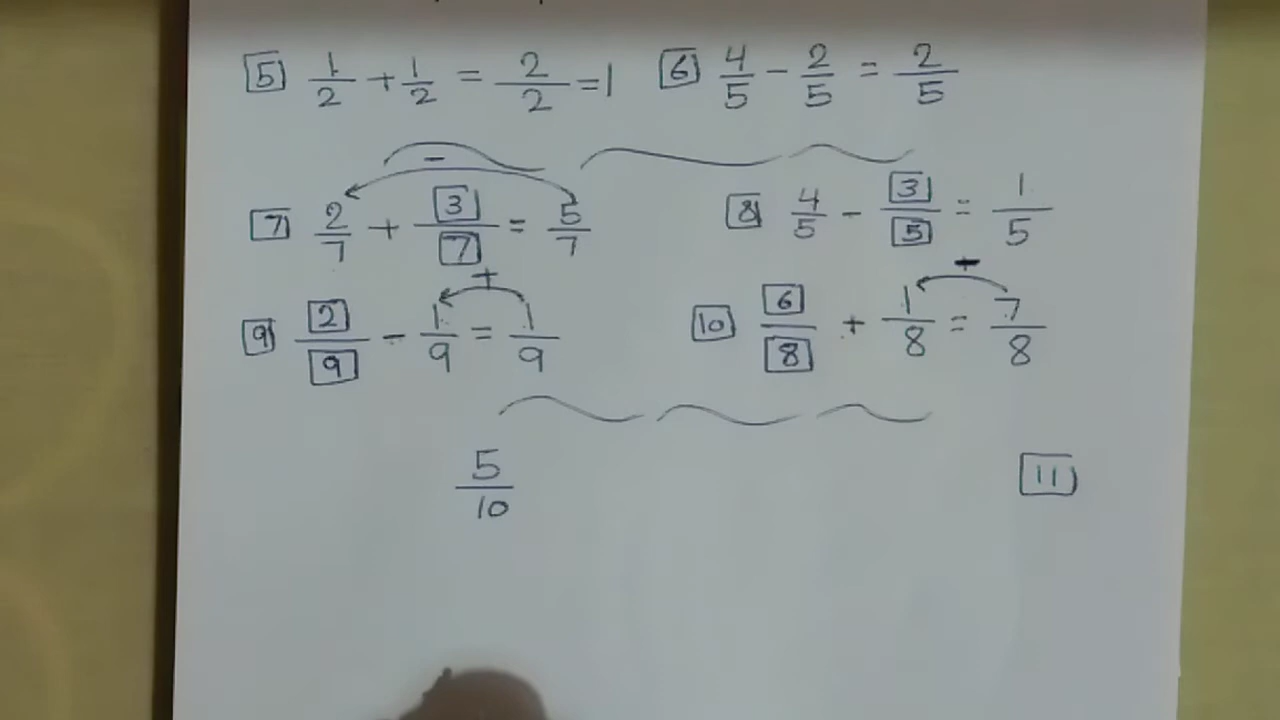 [5] 1/2 + 1/2 = 2/2 = 1 [6] 4/5 - 2/5 = 2/5
-
[7] 2/7 + 3/7 = 5/7 [8] 4/5 - 3/5 = 1/5
+ -
[9] 2/9 - 1/9 = 1/9 [10] 6/8 + 1/8 = 7/8
5/10 [11]